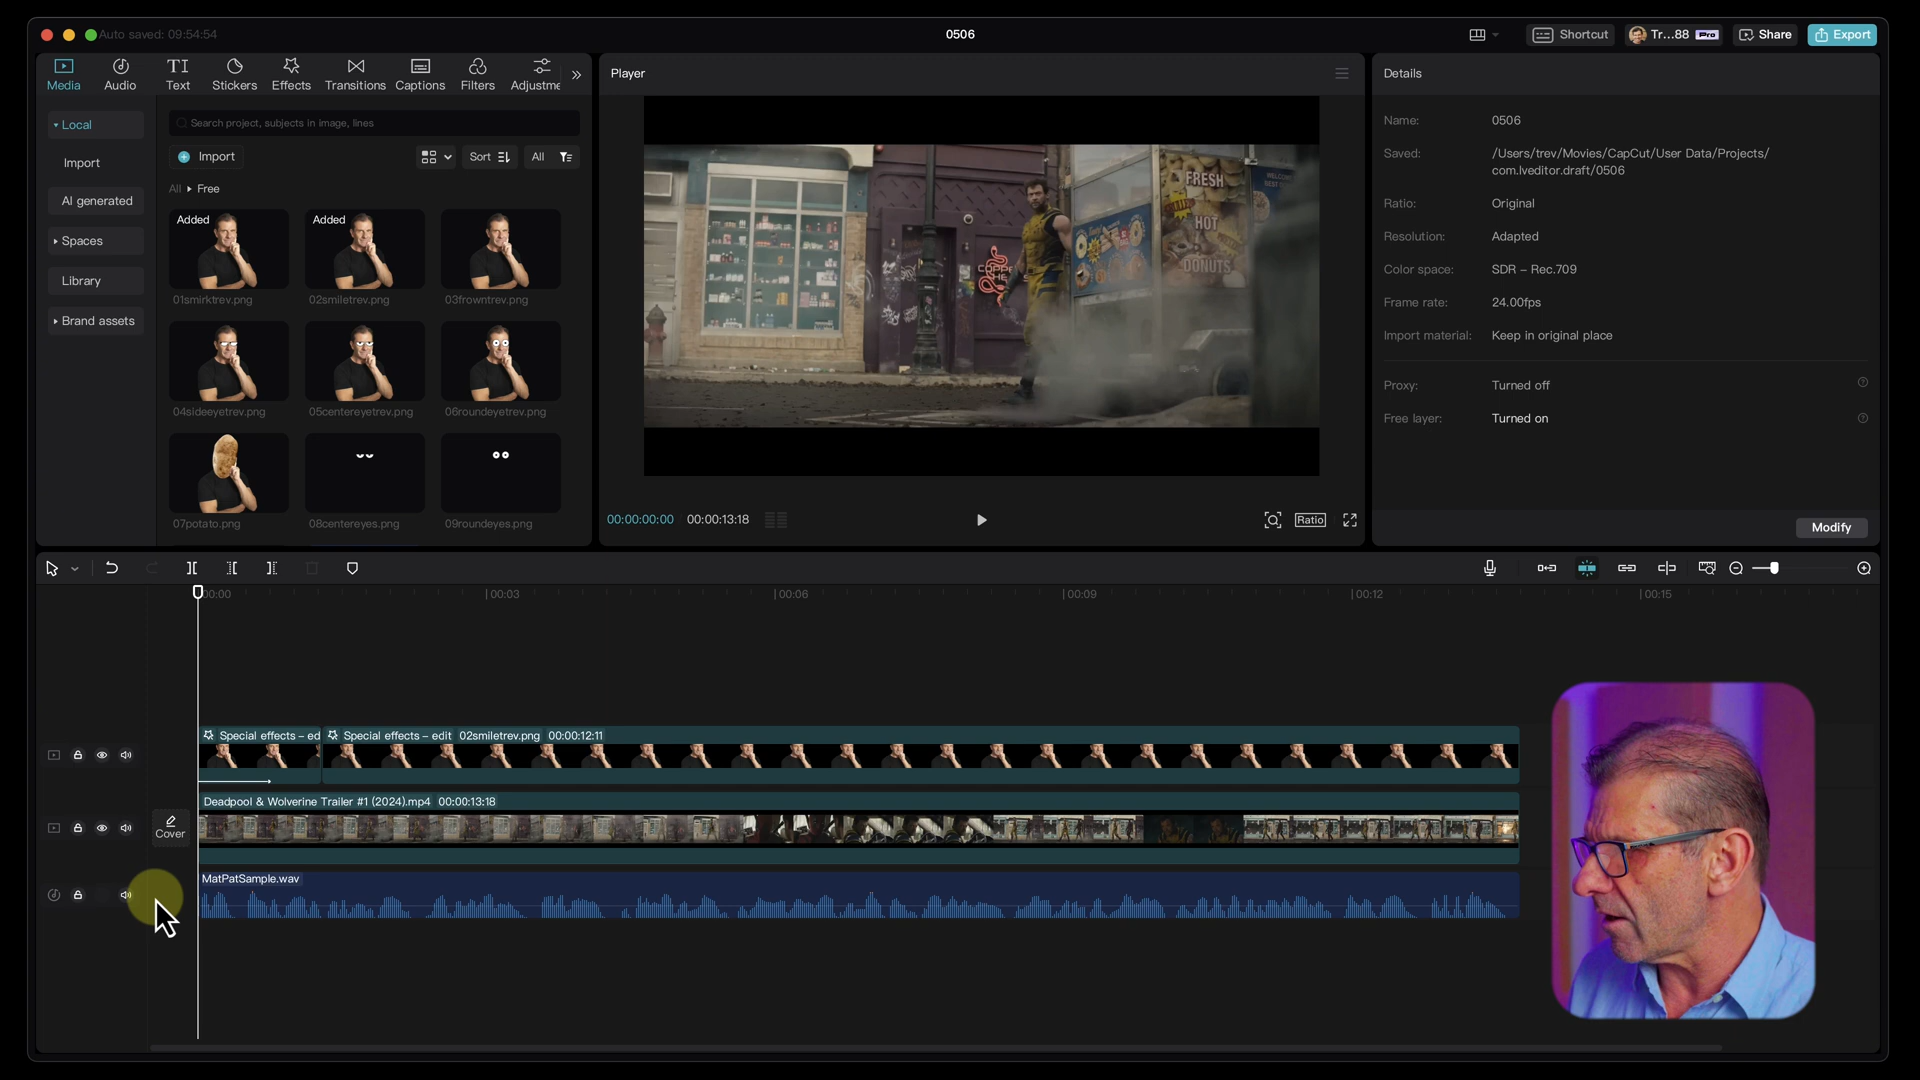 Auto saved: 09:54:54
0506
Shortcut
Tr...88 Pro
Share
Export
Media
Audio
Text
Stickers
Effects
Transitions
Captions
Filters
Adjustme
Player
Details
Local
Import
AI generated
Spaces
Library
Brand assets
Search project, subjects in image, lines
Import
Sort
All
All Free
Added
Added
01smirktrev.png
02smiletrev.png
03frowntrev.png
04sideeyetrev.png
05centereyetrev.png
06roundeyetrev.png
07potato.png
08centereyes.png
09roundeyes.png
FRESH
HOT
DONUTS
00:00:00:00
00:00:13:18
Ratio
Name: 0506
Saved: /Users/trev/Movies/CapCut/User Data/Projects/
com.lveditor.draft/0506
Ratio: Original
Resolution: Adapted
Color space: SDR – Rec.709
Frame rate: 24.00fps
Import material: Keep in original place
Proxy: Turned off
Free layer: Turned on
Modify
00:00
00:03
00:06
00:09
00:12
00:15
Special effects – ed
Special effects – edit 02smiletrev.png 00:00:12:11
Cover
Deadpool & Wolverine Trailer #1 (2024).mp4 00:00:13:18
MatPatSample.wav